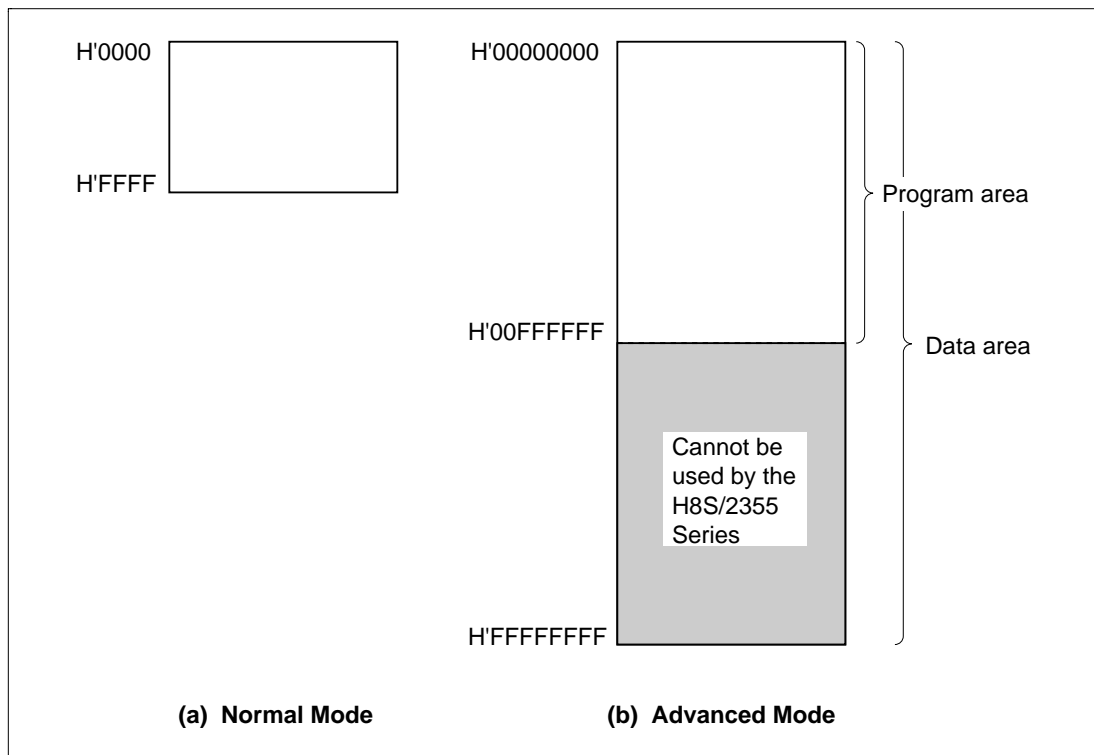 H'0000
H'FFFF
H'00000000
H'00FFFFFF
H'FFFFFFFF
Program area
Data area
Cannot be
used by the
H8S/2355
Series
(a) Normal Mode
(b) Advanced Mode